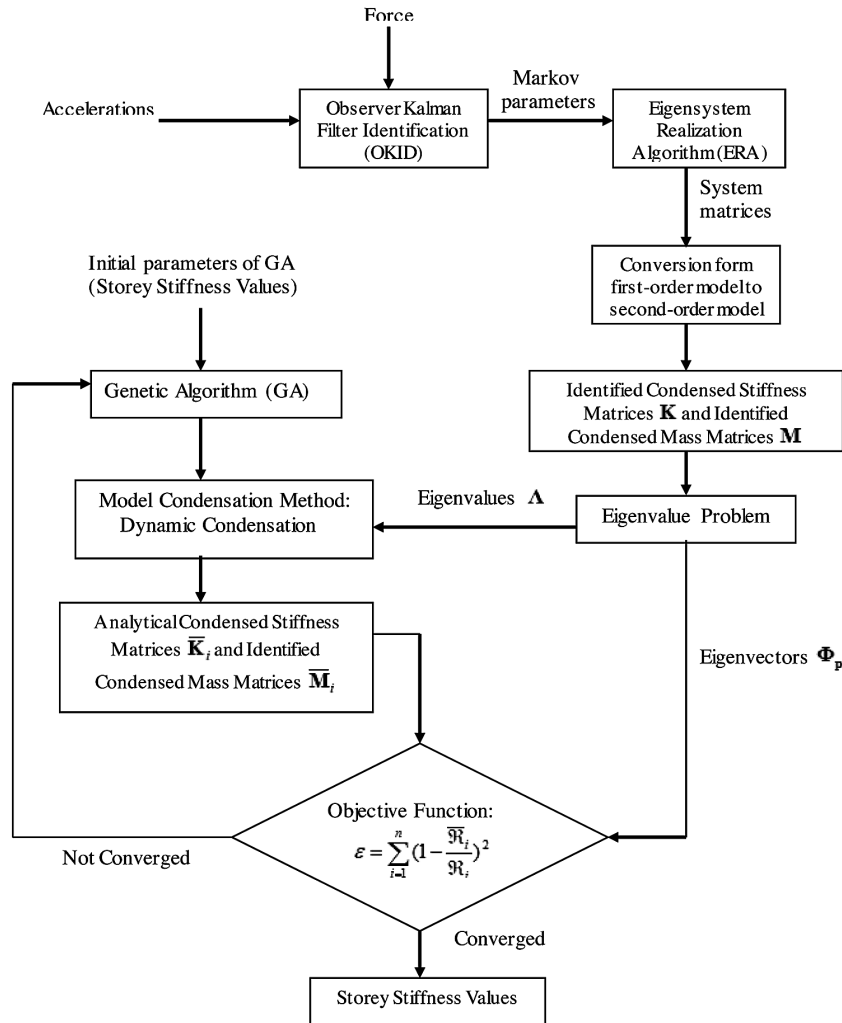 Force
Accelerations
Observer Kalman
Filter Identification
(OKID)
Markov
parameters
Eigensystem
Realization
Algorithm (ERA)
System
matrices
Conversion form
first-order model to
second-order model
Initial parameters of GA
(Storey Stiffness Values)
Genetic Algorithm (GA)
Identified Condensed Stiffness
Matrices K and Identified
Condensed Mass Matrices M
Model Condensation Method:
Dynamic Condensation
Eigenvalues Λ
Eigenvalue Problem
Analytical Condensed Stiffness
Matrices K̅ᵢ and Identified
Condensed Mass Matrices M̅ᵢ
Eigenvectors Φₚ
Objective Function:
ε = ∑ⁿᵢ₌₁ (1 − ℜ̅ᵢ/ℜᵢ)²
Not Converged
Converged
Storey Stiffness Values